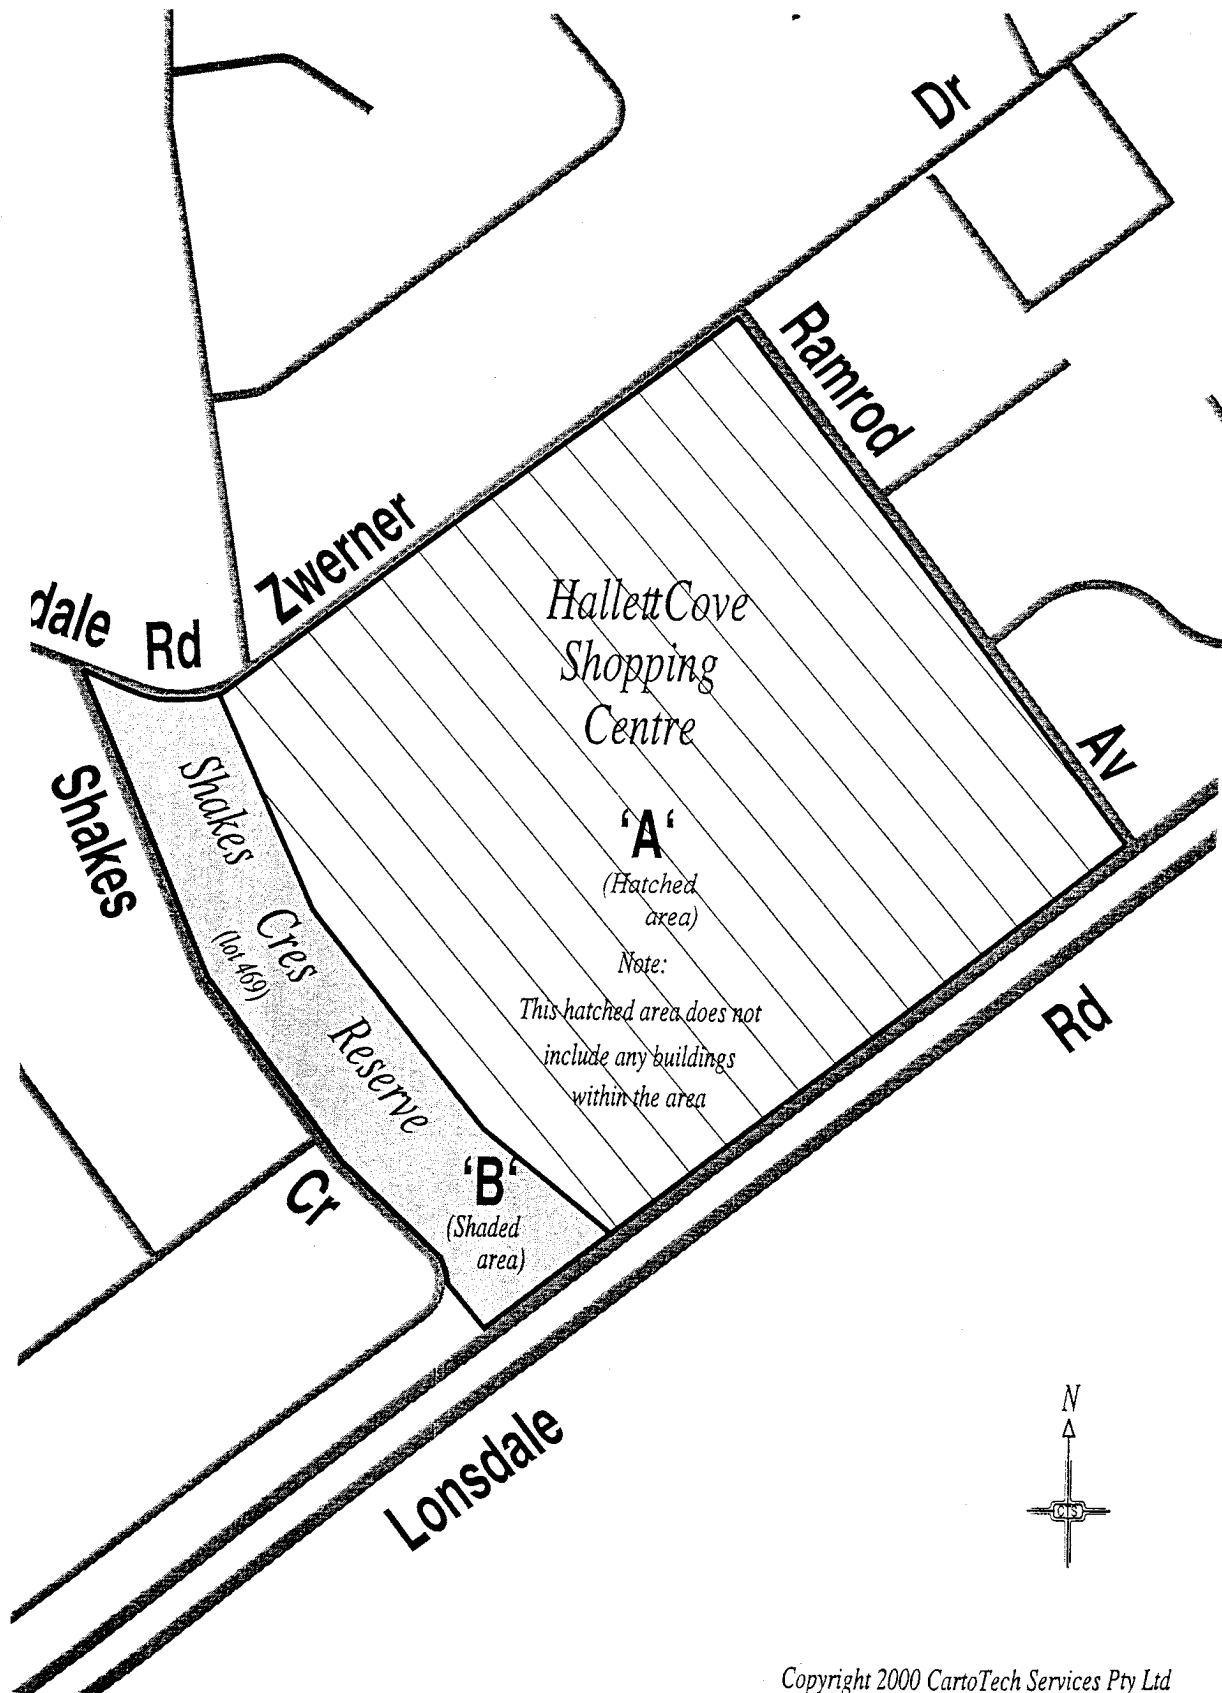 Dr
Ramrod
Zwerner
dale Rd
Hallett Cove
Shopping
Centre
Shakes
Shakes
'A'
(Hatched
area)
Cres
(lot 469)
Note:
This hatched area does not
include any buildings
within the area
Reserve
Av
Rd
'B'
(Shaded
area)
Cr
Lonsdale
N
CTS
Copyright 2000 CartoTech Services Pty Ltd